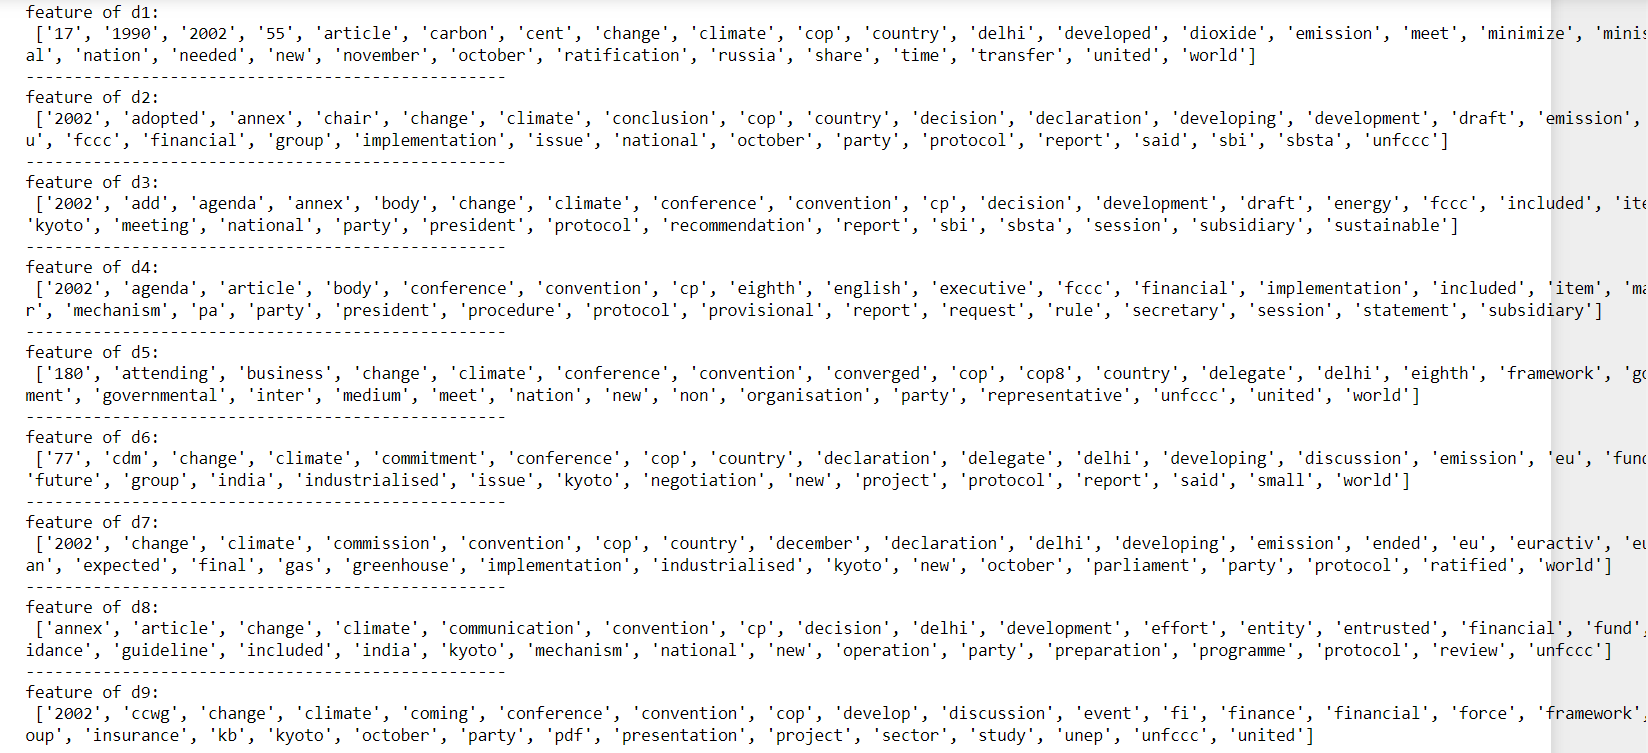 feature of d1:
['17', '1990', '2002', '55', 'article', 'carbon', 'cent', 'change', 'climate', 'cop', 'country', 'delhi', 'developed', 'dioxide', 'emission', 'meet', 'minimize', 'minis
al', 'nation', 'needed', 'new', 'november', 'october', 'ratification', 'russia', 'share', 'time', 'transfer', 'united', 'world']
--------------------------------------------------
feature of d2:
['2002', 'adopted', 'annex', 'chair', 'change', 'climate', 'conclusion', 'cop', 'country', 'decision', 'declaration', 'developing', 'development', 'draft', 'emission',
u', 'fccc', 'financial', 'group', 'implementation', 'issue', 'national', 'october', 'party', 'protocol', 'report', 'said', 'sbi', 'sbsta', 'unfccc']
--------------------------------------------------
feature of d3:
['2002', 'add', 'agenda', 'annex', 'body', 'change', 'climate', 'conference', 'convention', 'cp', 'decision', 'development', 'draft', 'energy', 'fccc', 'included', 'ite
'kyoto', 'meeting', 'national', 'party', 'president', 'protocol', 'recommendation', 'report', 'sbi', 'sbsta', 'session', 'subsidiary', 'sustainable']
--------------------------------------------------
feature of d4:
['2002', 'agenda', 'article', 'body', 'conference', 'convention', 'cp', 'eighth', 'english', 'executive', 'fccc', 'financial', 'implementation', 'included', 'item', 'ma
r', 'mechanism', 'pa', 'party', 'president', 'procedure', 'protocol', 'provisional', 'report', 'request', 'rule', 'secretary', 'session', 'statement', 'subsidiary']
--------------------------------------------------
feature of d5:
['180', 'attending', 'business', 'change', 'climate', 'conference', 'convention', 'converged', 'cop', 'cop8', 'country', 'delegate', 'delhi', 'eighth', 'framework', 'go
ment', 'governmental', 'inter', 'medium', 'meet', 'nation', 'new', 'non', 'organisation', 'party', 'representative', 'unfccc', 'united', 'world']
--------------------------------------------------
feature of d6:
['77', 'cdm', 'change', 'climate', 'commitment', 'conference', 'cop', 'country', 'declaration', 'delegate', 'delhi', 'developing', 'discussion', 'emission', 'eu', 'fund
'future', 'group', 'india', 'industrialised', 'issue', 'kyoto', 'negotiation', 'new', 'project', 'protocol', 'report', 'said', 'small', 'world']
--------------------------------------------------
feature of d7:
['2002', 'change', 'climate', 'commission', 'convention', 'cop', 'country', 'december', 'declaration', 'delhi', 'developing', 'emission', 'ended', 'eu', 'euractiv', 'eu
an', 'expected', 'final', 'gas', 'greenhouse', 'implementation', 'industrialised', 'kyoto', 'new', 'october', 'parliament', 'party', 'protocol', 'ratified', 'world']
--------------------------------------------------
feature of d8:
['annex', 'article', 'change', 'climate', 'communication', 'convention', 'cp', 'decision', 'delhi', 'development', 'effort', 'entity', 'entrusted', 'financial', 'fund',
idance', 'guideline', 'included', 'india', 'kyoto', 'mechanism', 'national', 'new', 'operation', 'party', 'preparation', 'programme', 'protocol', 'review', 'unfccc']
--------------------------------------------------
feature of d9:
['2002', 'ccwg', 'change', 'climate', 'coming', 'conference', 'convention', 'cop', 'develop', 'discussion', 'event', 'fi', 'finance', 'financial', 'force', 'framework',
oup', 'insurance', 'kb', 'kyoto', 'october', 'party', 'pdf', 'presentation', 'project', 'sector', 'study', 'unep', 'unfccc', 'united']